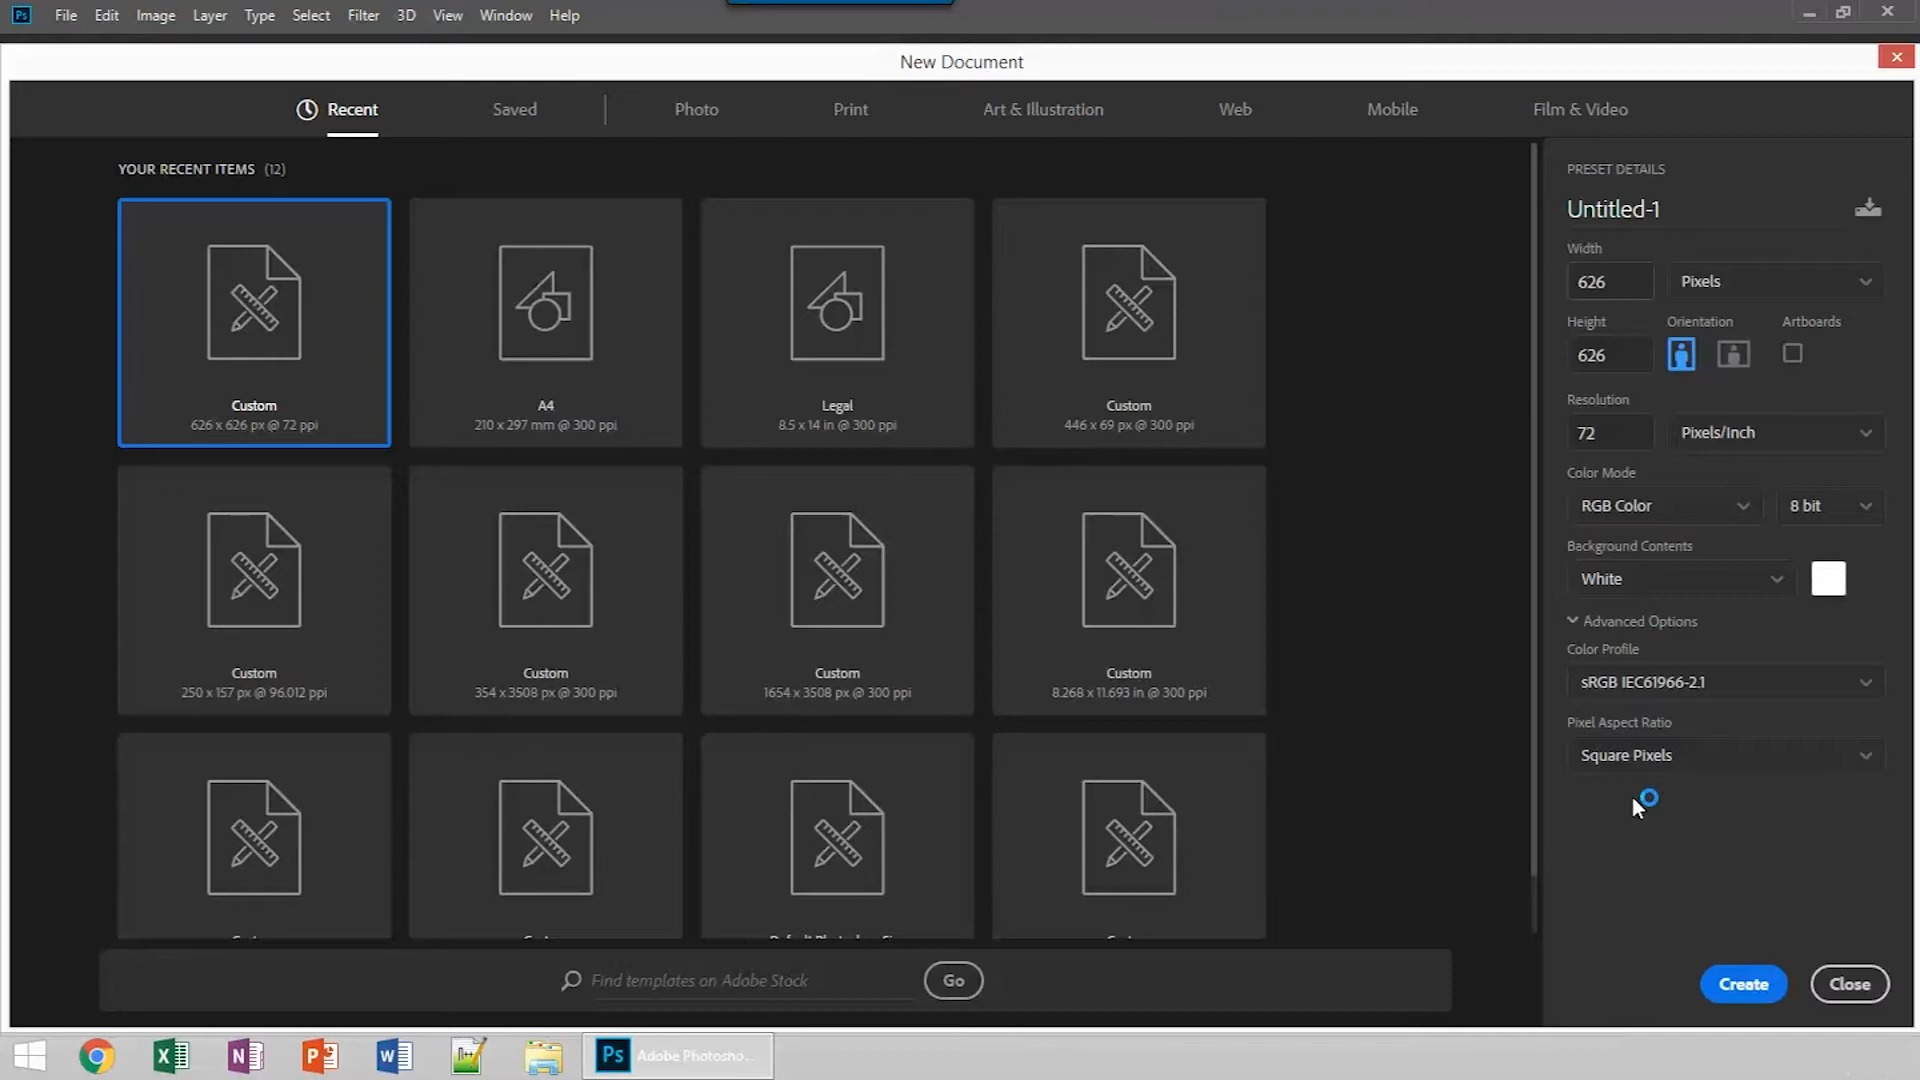 Ps File Edit Image Layer Type Select Filter 3D View Window Help
New Document
Recent Saved Photo Print Art & Illustration Web Mobile Film & Video
YOUR RECENT ITEMS (12)
Custom
626 x 626 px @ 72 ppi
A4
210 x 297 mm @ 300 ppi
Legal
8.5 x 14 in @ 300 ppi
Custom
446 x 69 px @ 300 ppi
Custom
250 x 157 px @ 96.012 ppi
Custom
354 x 3508 px @ 300 ppi
Custom
1654 x 3508 px @ 300 ppi
Custom
8.268 x 11.693 in @ 300 ppi
Find templates on Adobe Stock Go
PRESET DETAILS
Untitled-1
Width
626 Pixels
Height Orientation Artboards
626
Resolution
72 Pixels/Inch
Color Mode
RGB Color 8 bit
Background Contents
White
Advanced Options
Color Profile
sRGB IEC61966-2.1
Pixel Aspect Ratio
Square Pixels
Create Close
Ps Adobe Photosho...